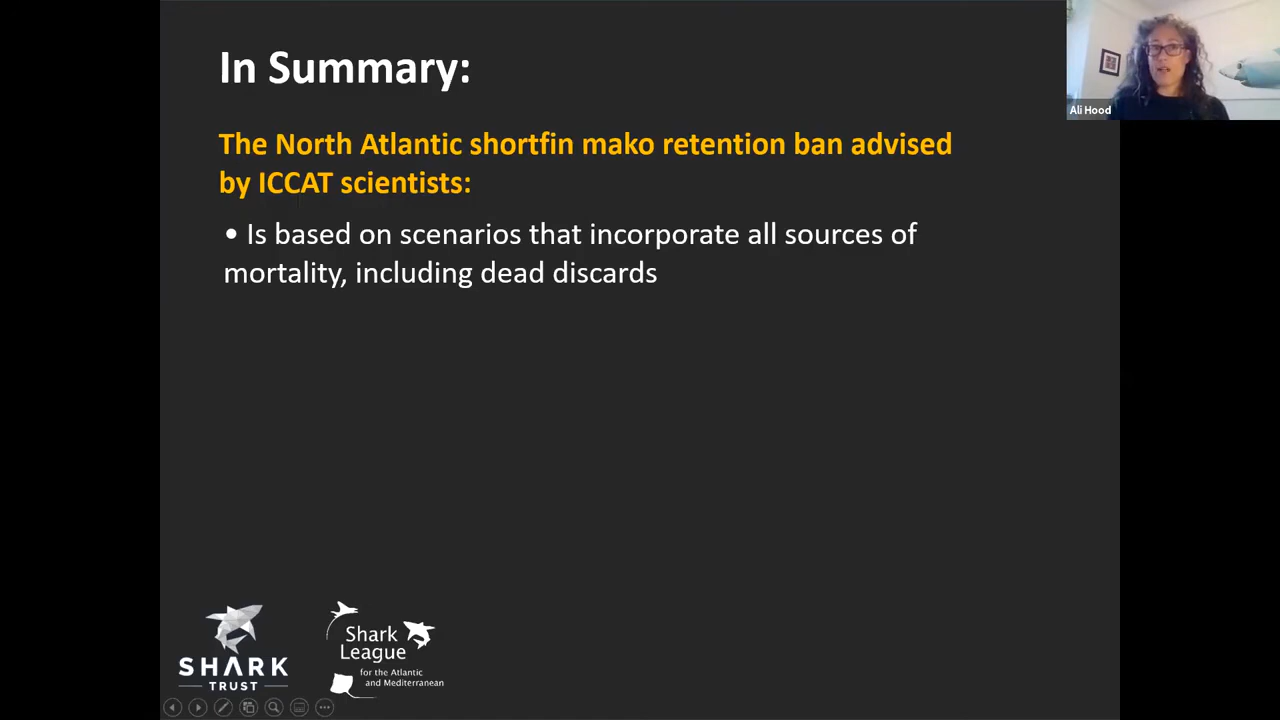 In Summary:
Ali Hood
The North Atlantic shortfin mako retention ban advised
by ICCAT scientists:
• Is based on scenarios that incorporate all sources of
mortality, including dead discards
SHARK
TRUST
Shark
League
for the Atlantic
and Mediterranean